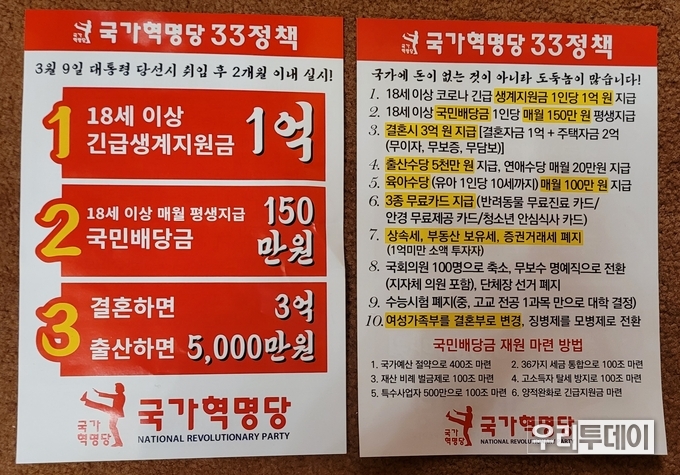 국가혁명당 33정책
3월 9일 대통령 당선시 취임 후 2개월 이내 실시!
1 18세 이상
긴급생계지원금 1억
2 18세 이상 매월 평생지급
국민배당금 150만원
3 결혼하면 3억
출산하면 5,000만원
국가혁명당
국가혁명당
NATIONAL REVOLUTIONARY PARTY
국가혁명당 33정책
국가에 돈이 없는 것이 아니라 도둑놈이 많습니다!
1. 18세 이상 코로나 긴급 생계지원금 1인당 1억 원 지급
2. 18세 이상 국민배당금 1인당 매월 150만 원 평생지급
3. 결혼시 3억 원 지급 [결혼자금 1억 + 주택자금 2억
(무이자, 무보증, 무담보)]
4. 출산수당 5천만 원 지급, 연애수당 매월 20만원 지급
5. 육아수당 (유아 1인당 10세까지) 매월 100만 원 지급
6. 3종 무료카드 지급 (반려동물 무료진료 카드/
안경 무료제공 카드/청소년 안심식사 카드)
7. 상속세, 부동산 보유세, 증권거래세 폐지
(1억미만 소액 투자자)
8. 국회의원 100명으로 축소, 무보수 명예직으로 전환
(지자체 의원 포함), 단체장 선거 폐지
9. 수능시험 폐지(중, 고교 전공 1과목 만으로 대학 결정)
10. 여성가족부를 결혼부로 변경, 징병제를 모병제로 전환
국민배당금 재원 마련 방법
1. 국가예산 절약으로 400조 마련 2. 36가지 세금 통합으로 100조 마련
3. 재산 비례 벌금제로 100조 마련 4. 고소득자 탈세 방지로 100조 마련
5. 특수사업자 500만으로 100조 마련 6. 양적완화로 긴급지원금 마련
국가혁명당
국가혁명당
NATIONAL REVOLUTIONARY PARTY
우리투데이